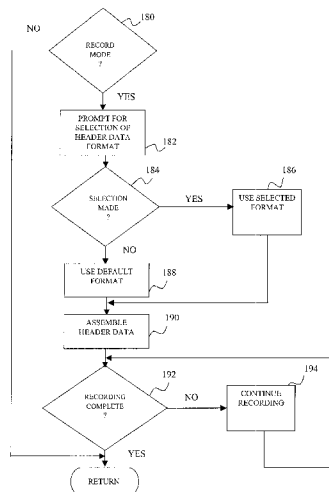 180
NO
RECORD
MODE
?
YES
PROMPT FOR
SELECTION OF
HEADER DATA
FORMAT
182
184
SELECTION
MADE
?
YES
186
USE SELECTED
FORMAT
NO
USE DEFAULT
FORMAT
188
190
ASSEMBLE
HEADER DATA
192
RECORDING
COMPLETE
?
NO
194
CONTINUE
RECORDING
YES
RETURN